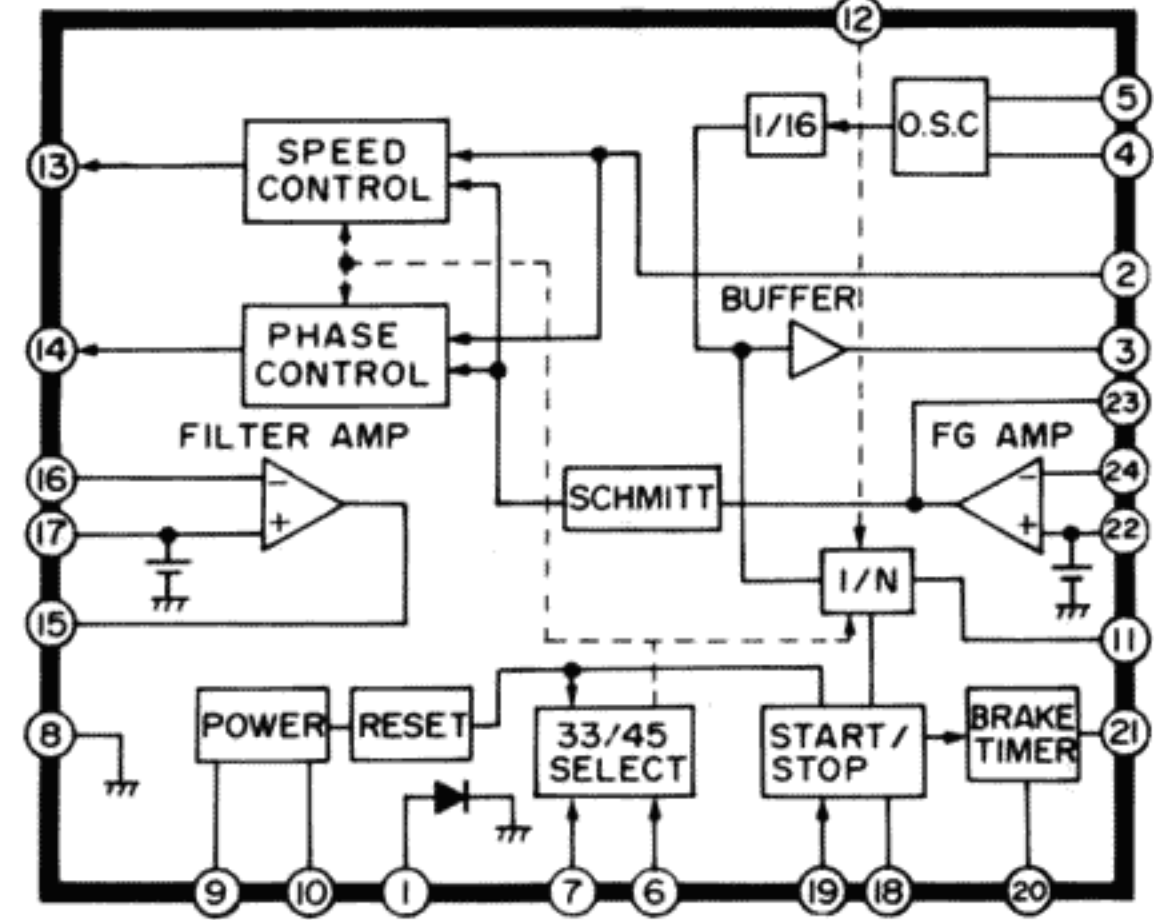 12
5
1/16
O.S.C
4
13
SPEED
CONTROL
2
BUFFER
14
PHASE
CONTROL
3
23
FILTER AMP
FG AMP
16
−
−
24
SCHMITT
17
+
+
22
1/N
15
11
8
POWER
RESET
33/45
SELECT
START/
STOP
BRAKE
TIMER
21
9
10
1
7
6
19
18
20